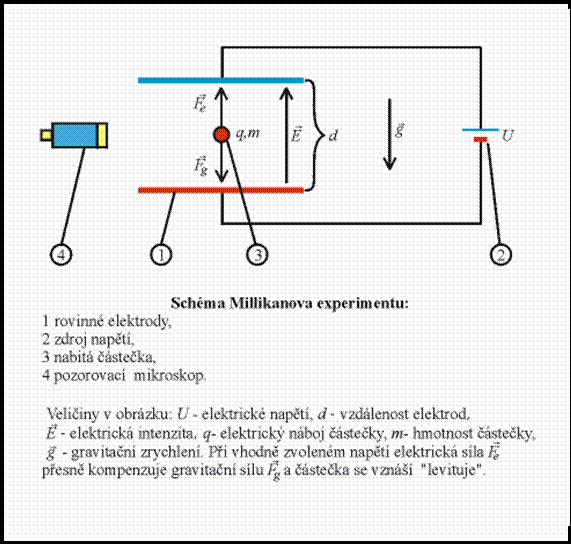 F⃗e
q,m
E⃗
d
g⃗
U
F⃗g
4
1
3
2
Schéma Millikanova experimentu:
1 rovinné elektrody,
2 zdroj napětí,
3 nabitá částečka,
4 pozorovací mikroskop.
Veličiny v obrázku: U - elektrické napětí, d - vzdálenost elektrod,
E⃗ - elektrická intenzita, q- elektrický náboj částečky, m- hmotnost částečky,
g⃗ - gravitační zrychlení. Při vhodně zvoleném napětí elektrická síla F⃗e
přesně kompenzuje gravitační sílu F⃗g a částečka se vznáší "levituje".